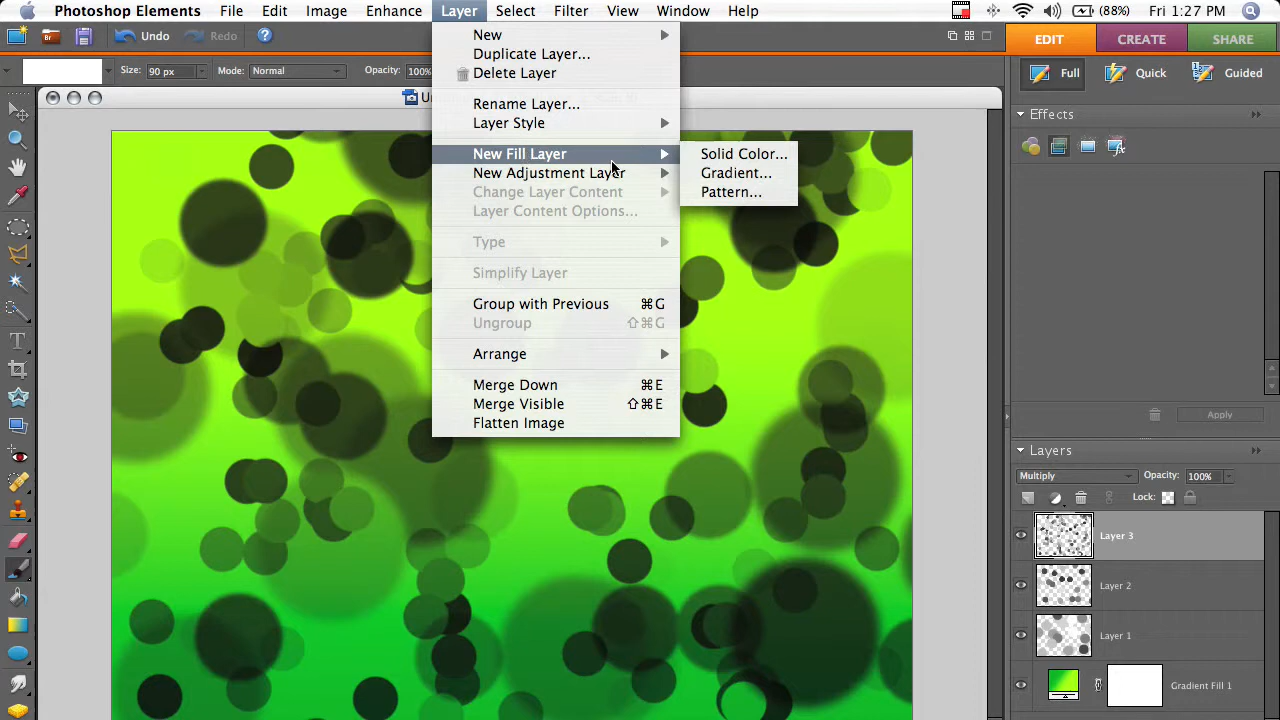 Photoshop Elements File Edit Image Enhance Layer Select Filter View Window Help (88%) Fri 1:27 PM
Undo Redo EDIT CREATE SHARE
Size: 90 px Mode: Normal Opacity: 100% Full Quick Guided
New
Duplicate Layer...
Delete Layer
Rename Layer...
Layer Style
New Fill Layer
New Adjustment Layer
Change Layer Content
Layer Content Options...
Type
Simplify Layer
Group with Previous ⌘G
Ungroup ⇧⌘G
Arrange
Merge Down ⌘E
Merge Visible ⇧⌘E
Flatten Image
Solid Color...
Gradient...
Pattern...
Effects
Apply
Layers
Multiply Opacity: 100%
Lock:
Layer 3
Layer 2
Layer 1
Gradient Fill 1